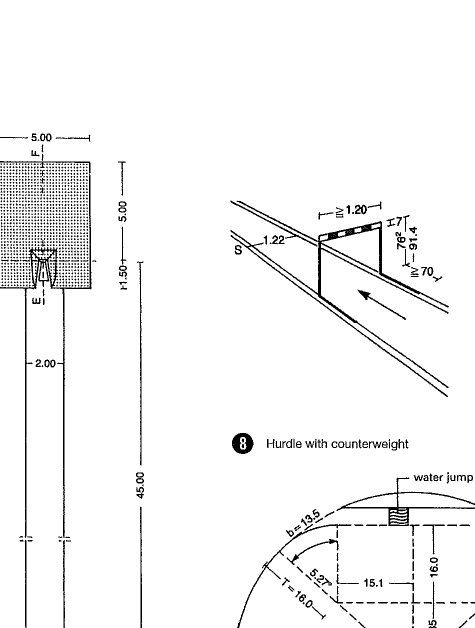 5.00
F
5.00
1.50
E
2.00
45.00
≧ 1.20
7
1.22
76²
91.4
S
≧ 70
8 Hurdle with counterweight
water jump
b = 13.5
5.27°
T = 16.0
15.1
16.0